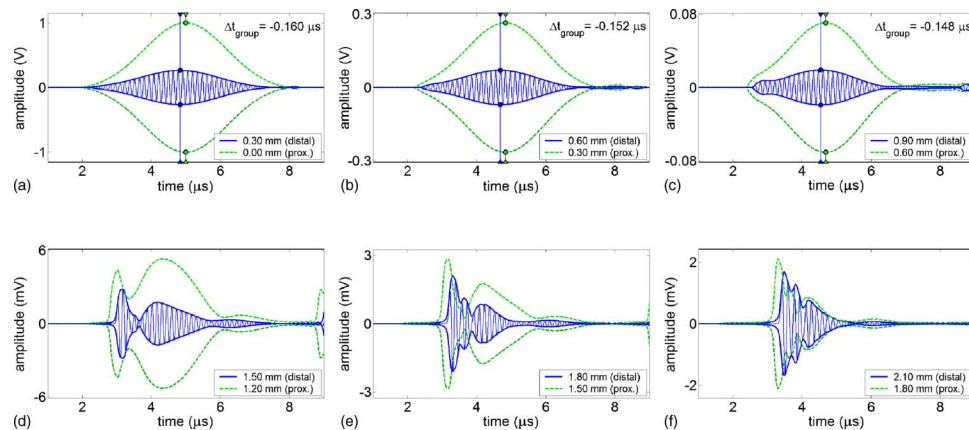 1
0
-1
amplitude (V)
Δt_group = -0.160 μs
0.30 mm (distal)
0.00 mm (prox.)
2 4 6 8
(a) time (μs)
0.3
0
-0.3
amplitude (V)
Δt_group = -0.152 μs
0.60 mm (distal)
0.30 mm (prox.)
2 4 6 8
(b) time (μs)
0.08
0
-0.08
amplitude (V)
Δt_group = -0.148 μs
0.90 mm (distal)
0.60 mm (prox.)
2 4 6 8
(c) time (μs)
6
0
-6
amplitude (mV)
1.50 mm (distal)
1.20 mm (prox.)
2 4 6 8
(d) time (μs)
3
0
-3
amplitude (mV)
1.80 mm (distal)
1.50 mm (prox.)
2 4 6 8
(e) time (μs)
2
0
-2
amplitude (mV)
2.10 mm (distal)
1.80 mm (prox.)
2 4 6 8
(f) time (μs)